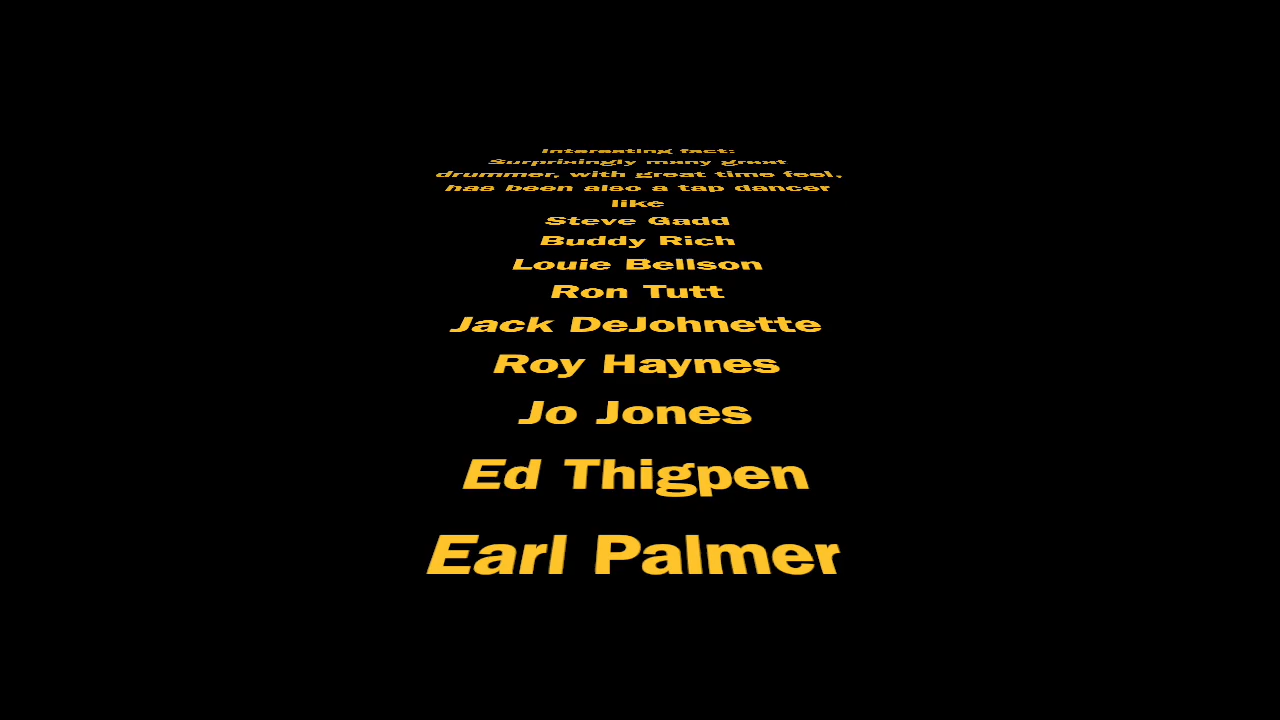 Interesting fact:
Surprisingly many great
drummer, with great time feel,
has been also a tap dancer
like
Steve Gadd
Buddy Rich
Louie Bellson
Ron Tutt
Jack DeJohnette
Roy Haynes
Jo Jones
Ed Thigpen
Earl Palmer